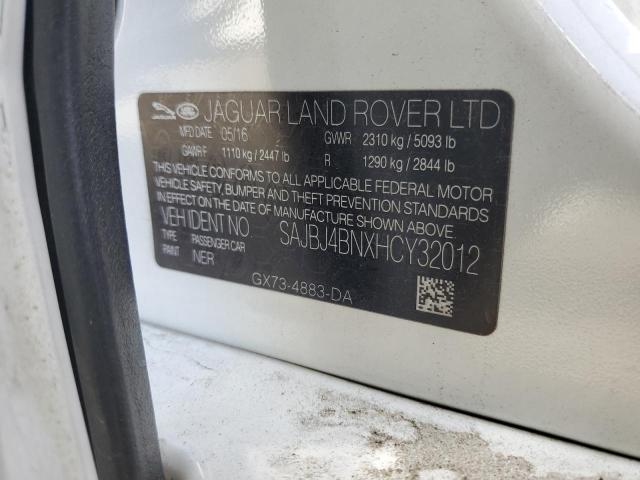 JAGUAR LAND ROVER LTD
MFD DATE 05/16 GVWR 2310 kg / 5093 lb
GAWR F 1110 kg / 2447 lb R 1290 kg / 2844 lb
THIS VEHICLE CONFORMS TO ALL APPLICABLE FEDERAL MOTOR
VEHICLE SAFETY, BUMPER AND THEFT PREVENTION STANDARDS
IN EFFECT ON THE DATE OF MANUFACTURE SHOWN ABOVE.
VEH IDENT NO. SAJBJ4BNXHCY32012
TYPE PASSENGER CAR
PAINT NER
GX73-4883-DA